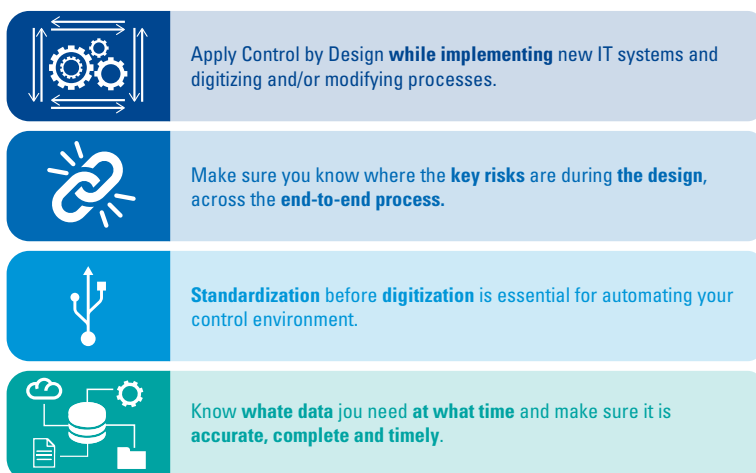 Apply Control by Design while implementing new IT systems and
digitizing and/or modifying processes.
Make sure you know where the key risks are during the design,
across the end-to-end process.
Standardization before digitization is essential for automating your
control environment.
Know whate data jou need at what time and make sure it is
accurate, complete and timely.